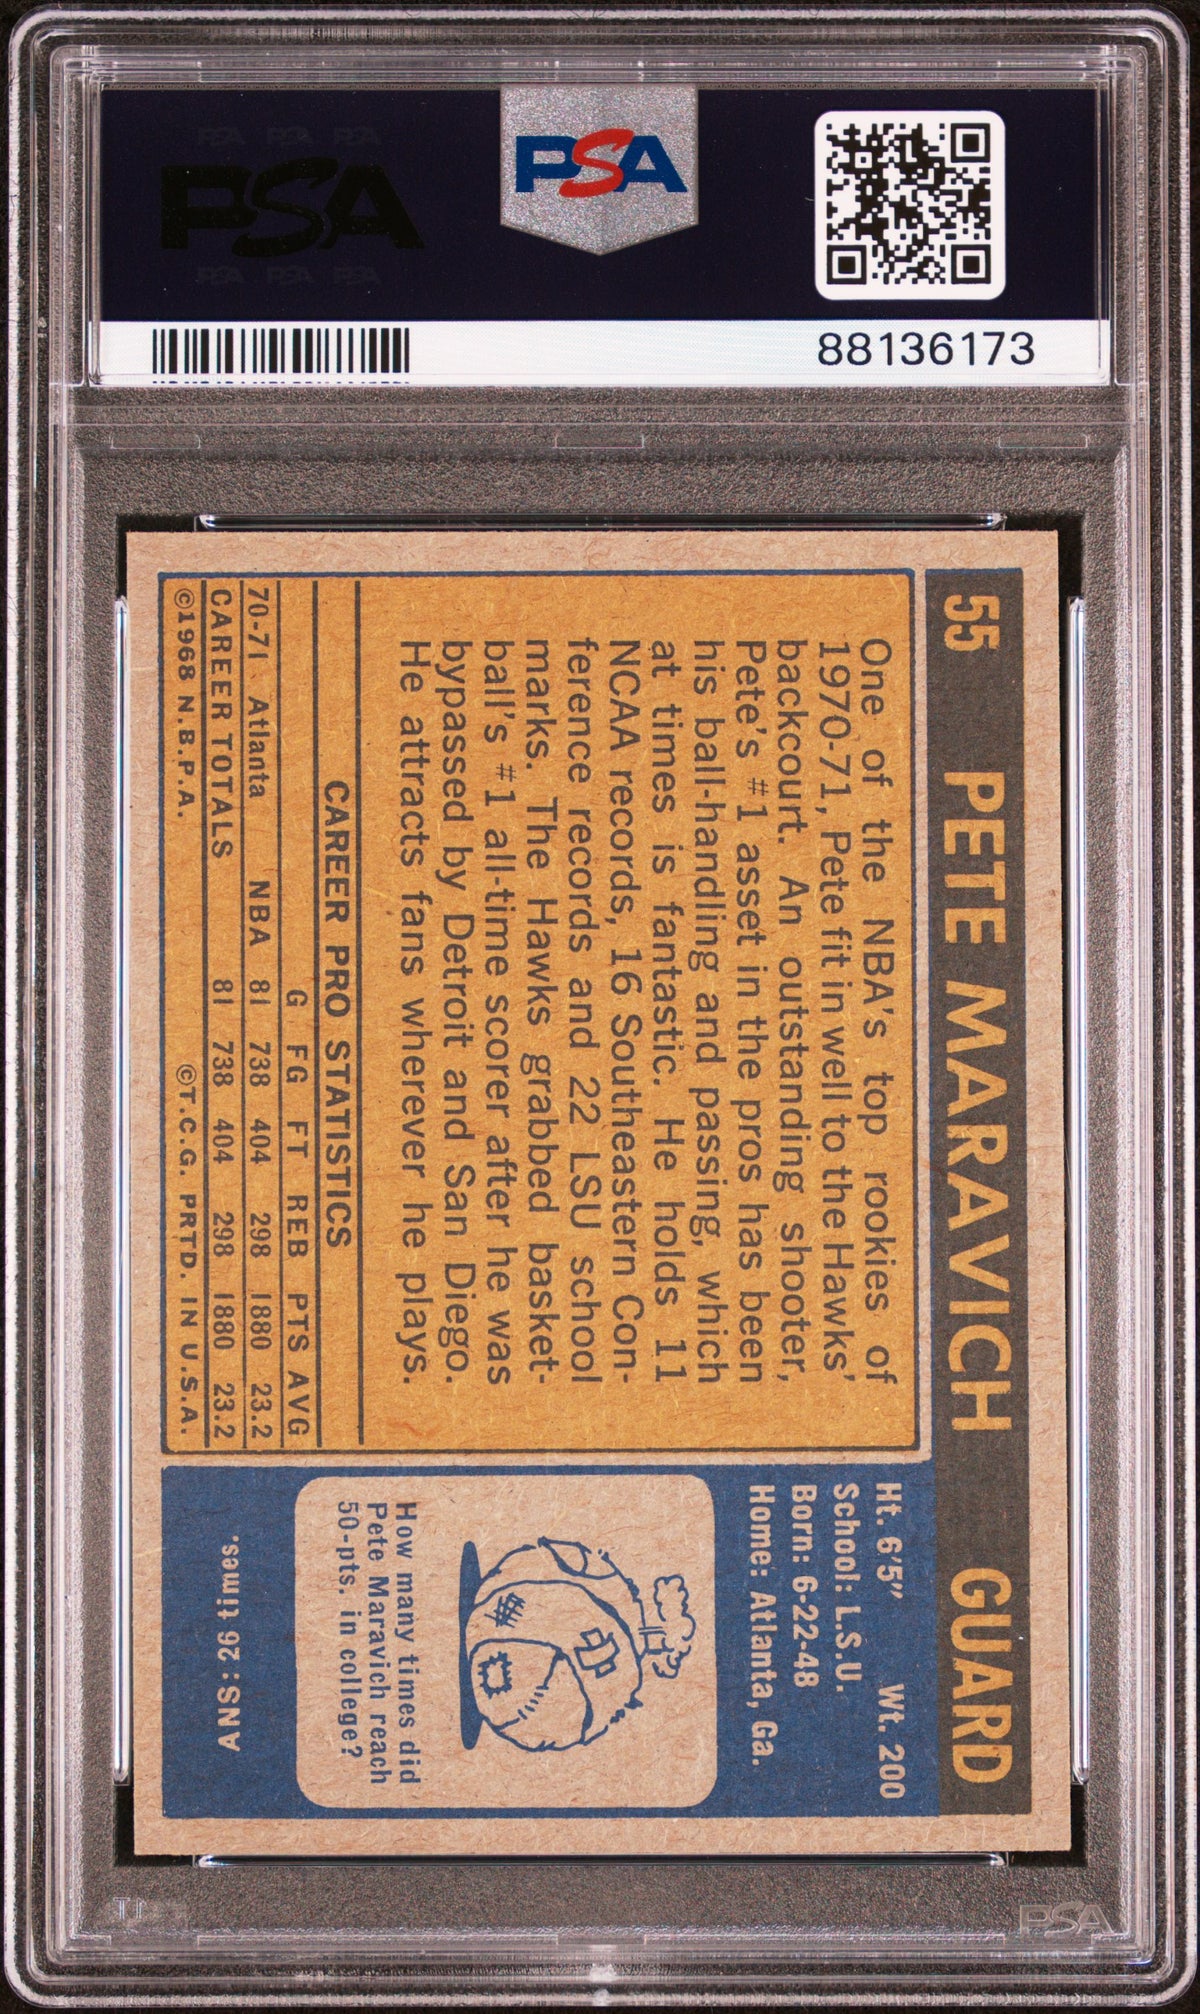 PSA PSA PSA
PSA
PSA PSA PSA
PSA
88136173
55 PETE MARAVICH GUARD
One of the NBA's top rookies of
1970-71, Pete fit in well to the Hawks'
backcourt. An outstanding shooter,
Pete's #1 asset in the pros has been
his ball-handling and passing, which
at times is fantastic. He holds 11
NCAA records, 16 Southeastern Con-
ference records and 22 LSU school
marks. The Hawks grabbed basket-
ball's #1 all-time scorer after he was
bypassed by Detroit and San Diego.
He attracts fans wherever he plays.
CAREER PRO STATISTICS
G FG FT REB PTS AVG
70-71 Atlanta NBA 81 738 404 298 1880 23.2
CAREER TOTALS 81 738 404 298 1880 23.2
©1968 N.B.P.A. ©T.C.G. PRTD. IN U.S.A.
Ht. 6'5" Wt. 200
School: L.S.U.
Born: 6-22-48
Home: Atlanta, Ga.
How many times did
Pete Maravich reach
50-pts. in college?
ANS: 26 times.
PSA